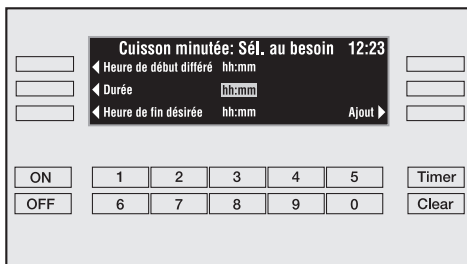 Cuisson minutée: Sél. au besoin 12:23
Heure de début différé hh:mm
Durée hh:mm
Heure de fin désirée hh:mm Ajout
ON 1 2 3 4 5 Timer
OFF 6 7 8 9 0 Clear